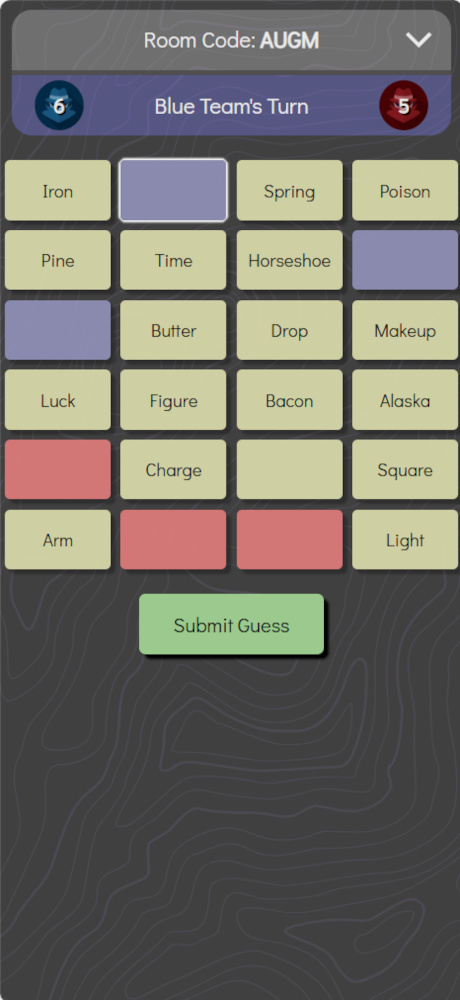 Room Code: AUGM
6 Blue Team's Turn 5
Iron Spring Poison
Pine Time Horseshoe
Butter Drop Makeup
Luck Figure Bacon Alaska
Charge Square
Arm Light
Submit Guess